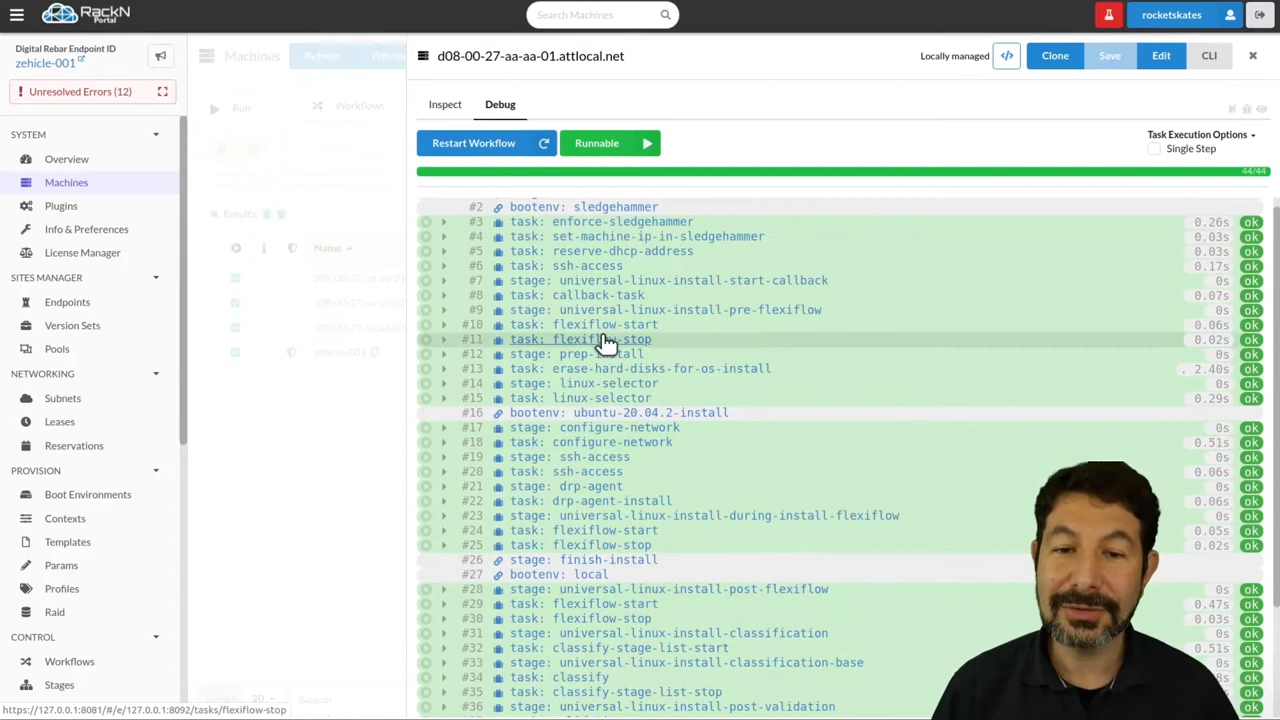 RACKN
PORTAL
Search Machines
rocketskates
Digital Rebar Endpoint ID
zehicle-001
Unresolved Errors (12)
SYSTEM
Overview
Machines
Plugins
Info & Preferences
License Manager
SITES MANAGER
Endpoints
Version Sets
Pools
NETWORKING
Subnets
Leases
Reservations
PROVISION
Boot Environments
Contexts
Templates
Params
Profiles
Raid
CONTROL
Workflows
Stages
Machines
Refresh
Run
Workflows
Results:
Name
20
d08-00-27-aa-aa-01.attlocal.net
Locally managed
Clone
Save
Edit
CLI
Inspect
Debug
Restart Workflow
Runnable
Task Execution Options
Single Step
44/44
#2 bootenv: sledgehammer
#3 task: enforce-sledgehammer 0.26s ok
#4 task: set-machine-ip-in-sledgehammer 0.03s ok
#5 task: reserve-dhcp-address 0.03s ok
#6 task: ssh-access 0.17s ok
#7 stage: universal-linux-install-start-callback 0s ok
#8 task: callback-task 0.07s ok
#9 stage: universal-linux-install-pre-flexiflow 0s ok
#10 task: flexiflow-start 0.06s ok
#11 task: flexiflow-stop 0.02s ok
#12 stage: prep-install 0s ok
#13 task: erase-hard-disks-for-os-install . 2.40s ok
#14 stage: linux-selector 0s ok
#15 task: linux-selector 0.29s ok
#16 bootenv: ubuntu-20.04.2-install
#17 stage: configure-network 0s ok
#18 task: configure-network 0.51s ok
#19 stage: ssh-access 0s ok
#20 task: ssh-access 0.06s ok
#21 stage: drp-agent 0s ok
#22 task: drp-agent-install 0.06s ok
#23 stage: universal-linux-install-during-install-flexiflow 0s ok
#24 task: flexiflow-start 0.05s ok
#25 task: flexiflow-stop 0.02s ok
#26 stage: finish-install
#27 bootenv: local
#28 stage: universal-linux-install-post-flexiflow 0s ok
#29 task: flexiflow-start 0.47s ok
#30 task: flexiflow-stop 0.02s ok
#31 stage: universal-linux-install-classification 0s ok
#32 task: classify-stage-list-start 0.51s ok
#33 stage: universal-linux-install-classification-base 0s ok
#34 task: classify ok
#35 task: classify-stage-list-stop ok
#36 stage: universal-linux-install-post-validation ok
https://127.0.0.1:8081/#/e/127.0.0.1:8092/tasks/flexiflow-stop